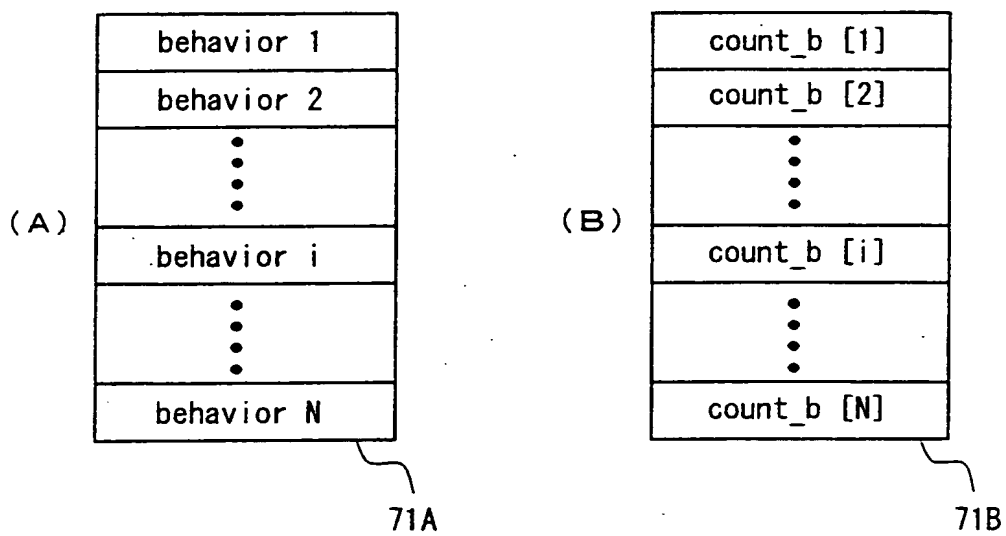 (A)
behavior 1
behavior 2
behavior i
behavior N
71A
(B)
count_b [1]
count_b [2]
count_b [i]
count_b [N]
71B